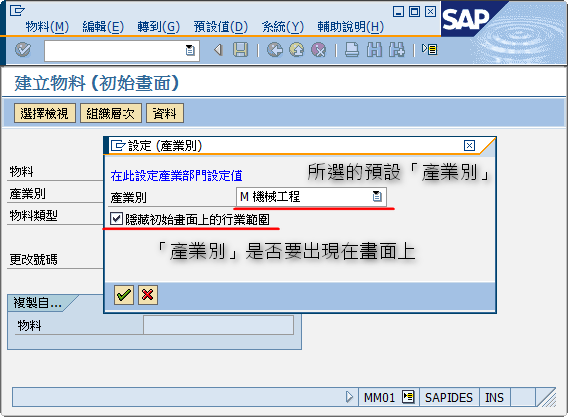 物料(M) 編輯(E) 轉到(G) 預設值(D) 系統(Y) 輔助說明(H)
SAP
建立物料 (初始畫面)
選擇檢視 組織層次 資料
設定 (產業別)
在此設定產業部門設定值
所選的預設「產業別」
產業別 M 機械工程
隱藏初始畫面上的行業範圍
「產業別」是否要出現在畫面上
物料
產業別
物料類型
更改號碼
複製自...
物料
MM01 SAPIDES INS